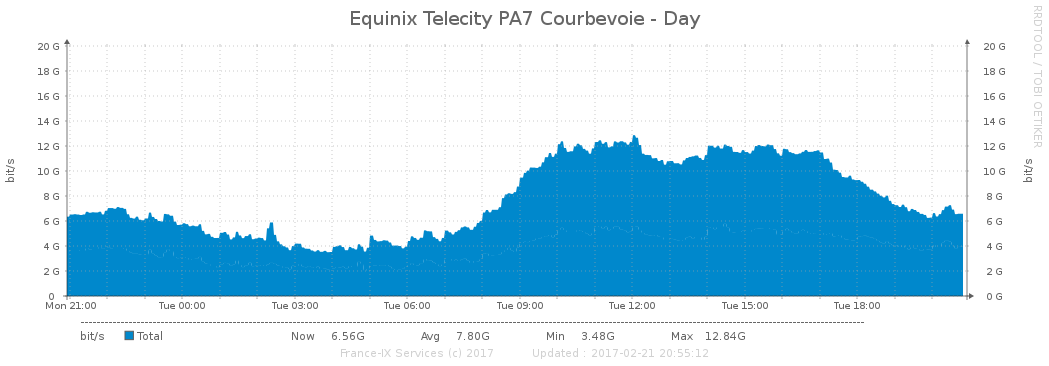 Equinix Telecity PA7 Courbevoie - Day
RRDTOOL / TOBI OETIKER
bit/s
bit/s
20 G 20 G
18 G 18 G
16 G 16 G
14 G 14 G
12 G 12 G
10 G 10 G
8 G 8 G
6 G 6 G
4 G 4 G
2 G 2 G
0 0 G
Mon 21:00 Tue 00:00 Tue 03:00 Tue 06:00 Tue 09:00 Tue 12:00 Tue 15:00 Tue 18:00
bit/s Total Now 6.56G Avg 7.80G Min 3.48G Max 12.84G
France-IX Services (c) 2017 Updated : 2017-02-21 20:55:12